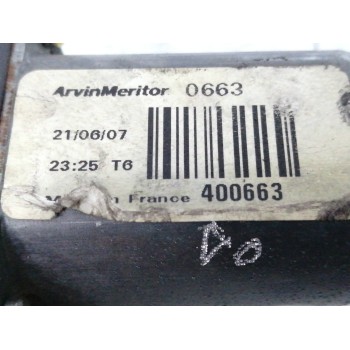 ArvinMeritor 0663
21/06/07
23:25 T6
France 400663